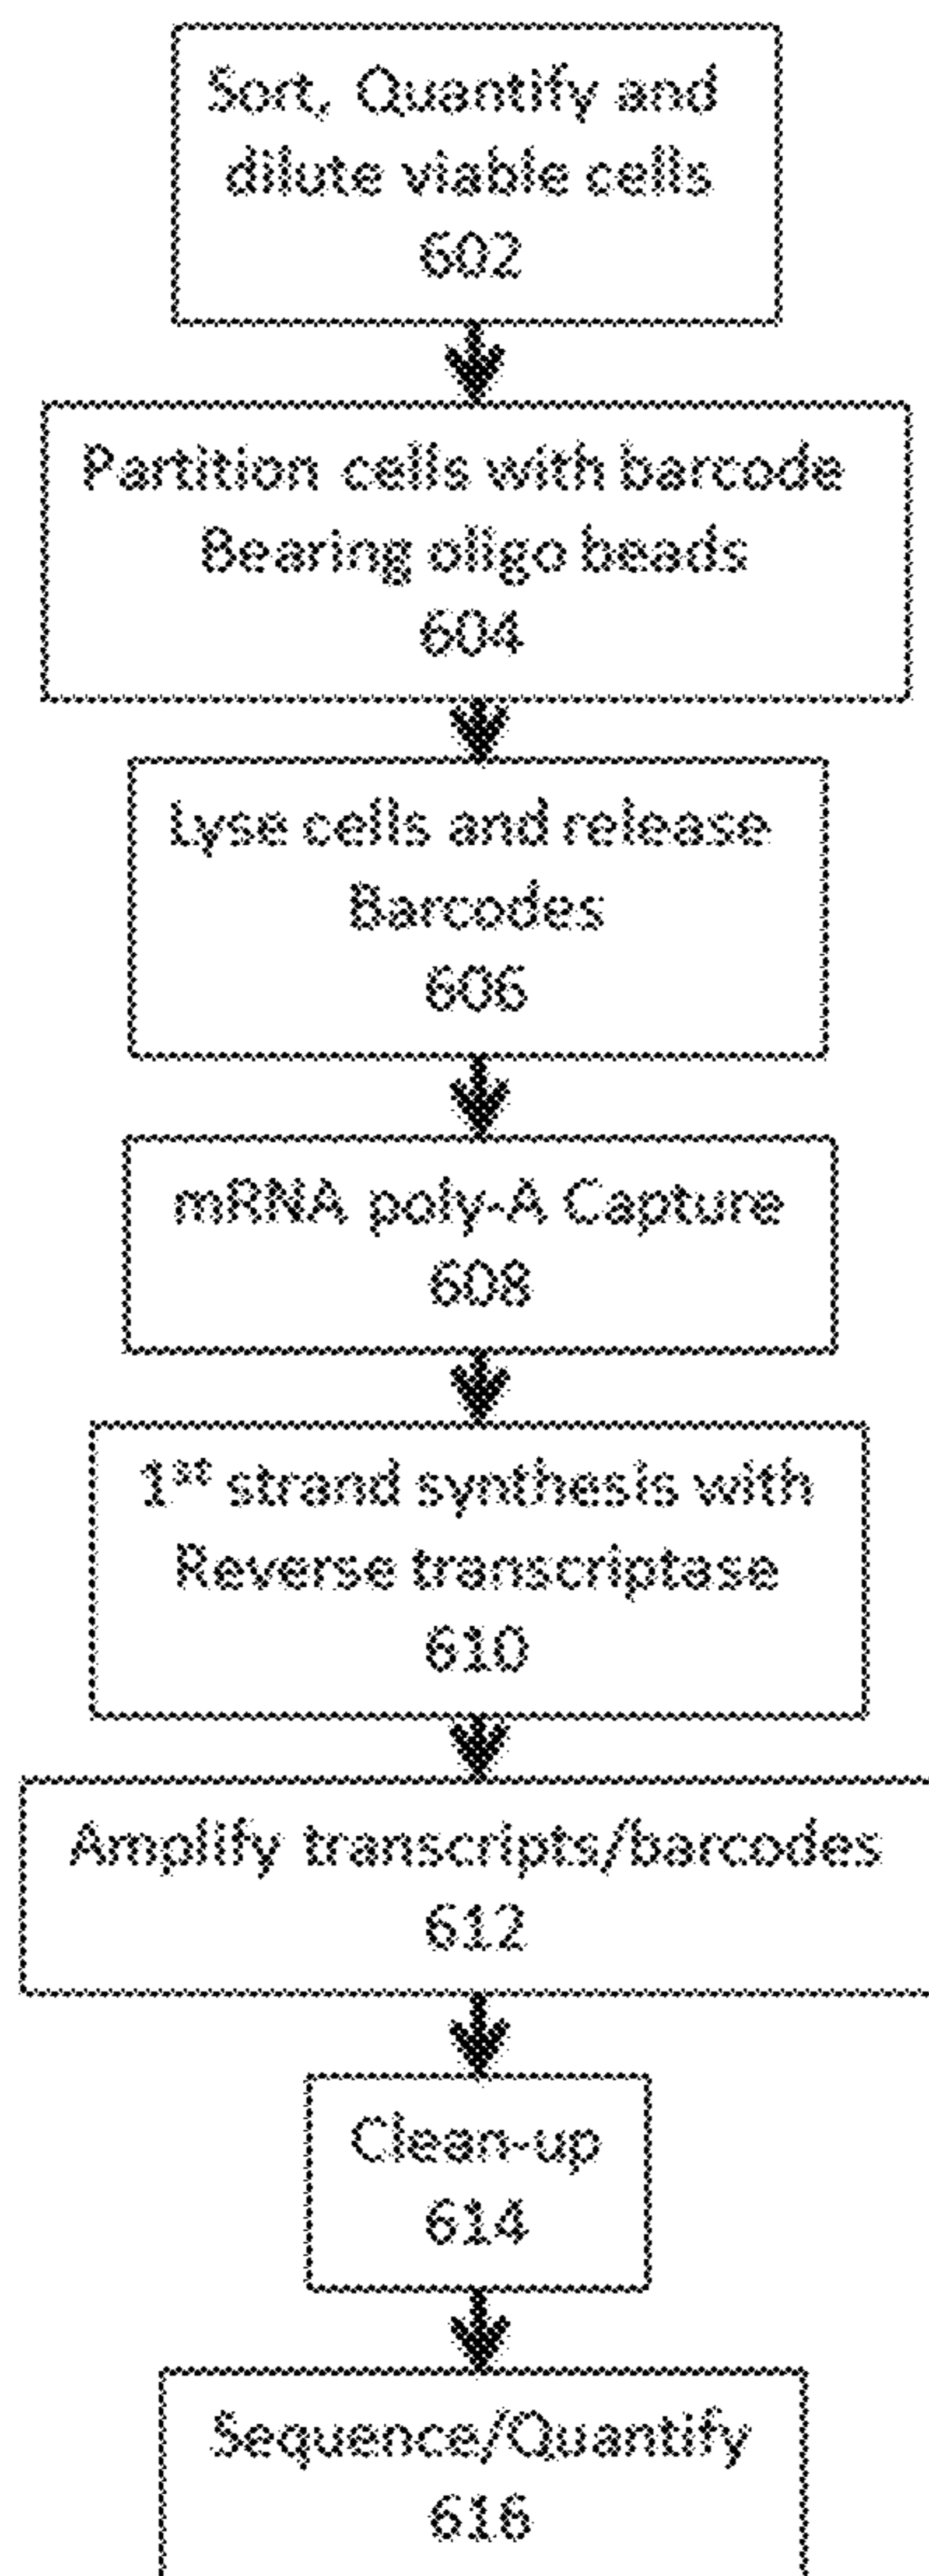 Sort, Quantify and
dilute viable cells
602
Partition cells with barcode
Bearing oligo beads
604
Lyse cells and release
Barcodes
606
mRNA poly-A Capture
608
1st strand synthesis with
Reverse transcriptase
610
Amplify transcripts/barcodes
612
Clean-up
614
Sequence/Quantify
616